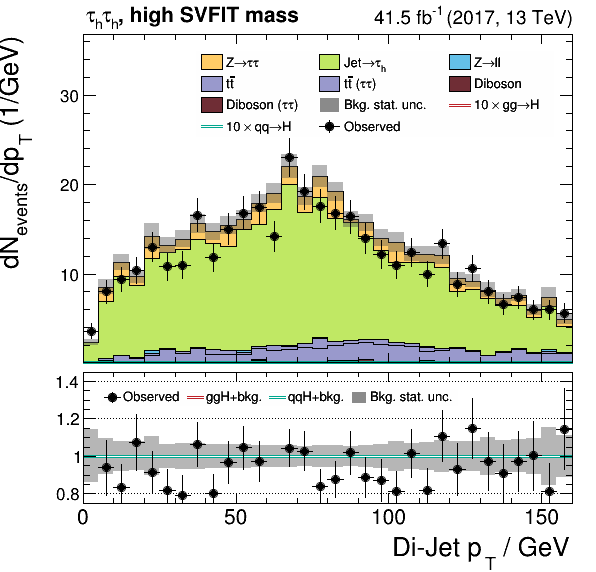 τhτh, high SVFIT mass 41.5 fb-1 (2017, 13 TeV)
dNevents/dpT (1/GeV)
Z→ττ Jet→τh Z→ll
tt̄ tt̄ (ττ) Diboson
Diboson (ττ) Bkg. stat. unc. 10 × gg→H
10 × qq→H Observed
30
20
10
Observed ggH+bkg. qqH+bkg. Bkg. stat. unc.
1.4
1.2
1
0.8
0 50 100 150
Di-Jet pT / GeV